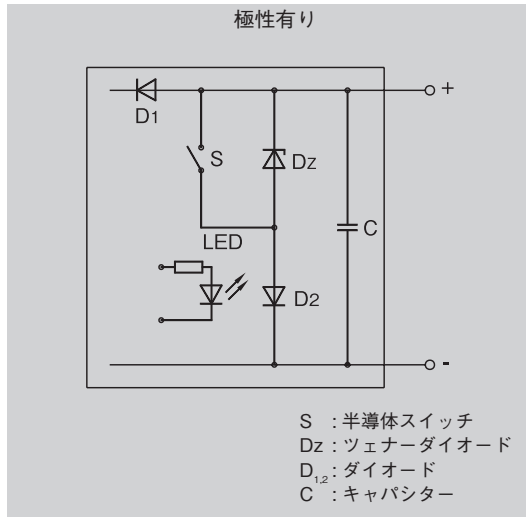 極性有り
+
D1
S
Dz
C
LED
D2
-
S : 半導体スイッチ
Dz : ツェナーダイオード
D1,2 : ダイオード
C : キャパシター